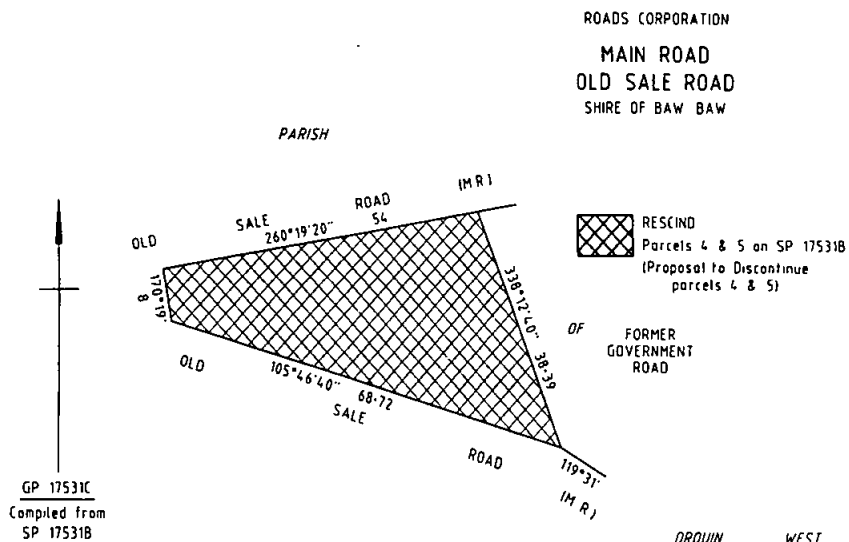 ROADS CORPORATION
MAIN ROAD
OLD SALE ROAD
SHIRE OF BAW BAW
PARISH
OLD SALE ROAD (M R)
260°19'20" 54
170°19' 8
338°12'40" 38·39
RESCIND
Parcels 4 & 5 on SP 17531B
(Proposal to Discontinue
parcels 4 & 5)
OF
FORMER
GOVERNMENT
ROAD
OLD SALE ROAD
105°46'40" 68·72
119°31'
(M R)
GP 17531C
Compiled from
SP 17531B
DROUIN WEST